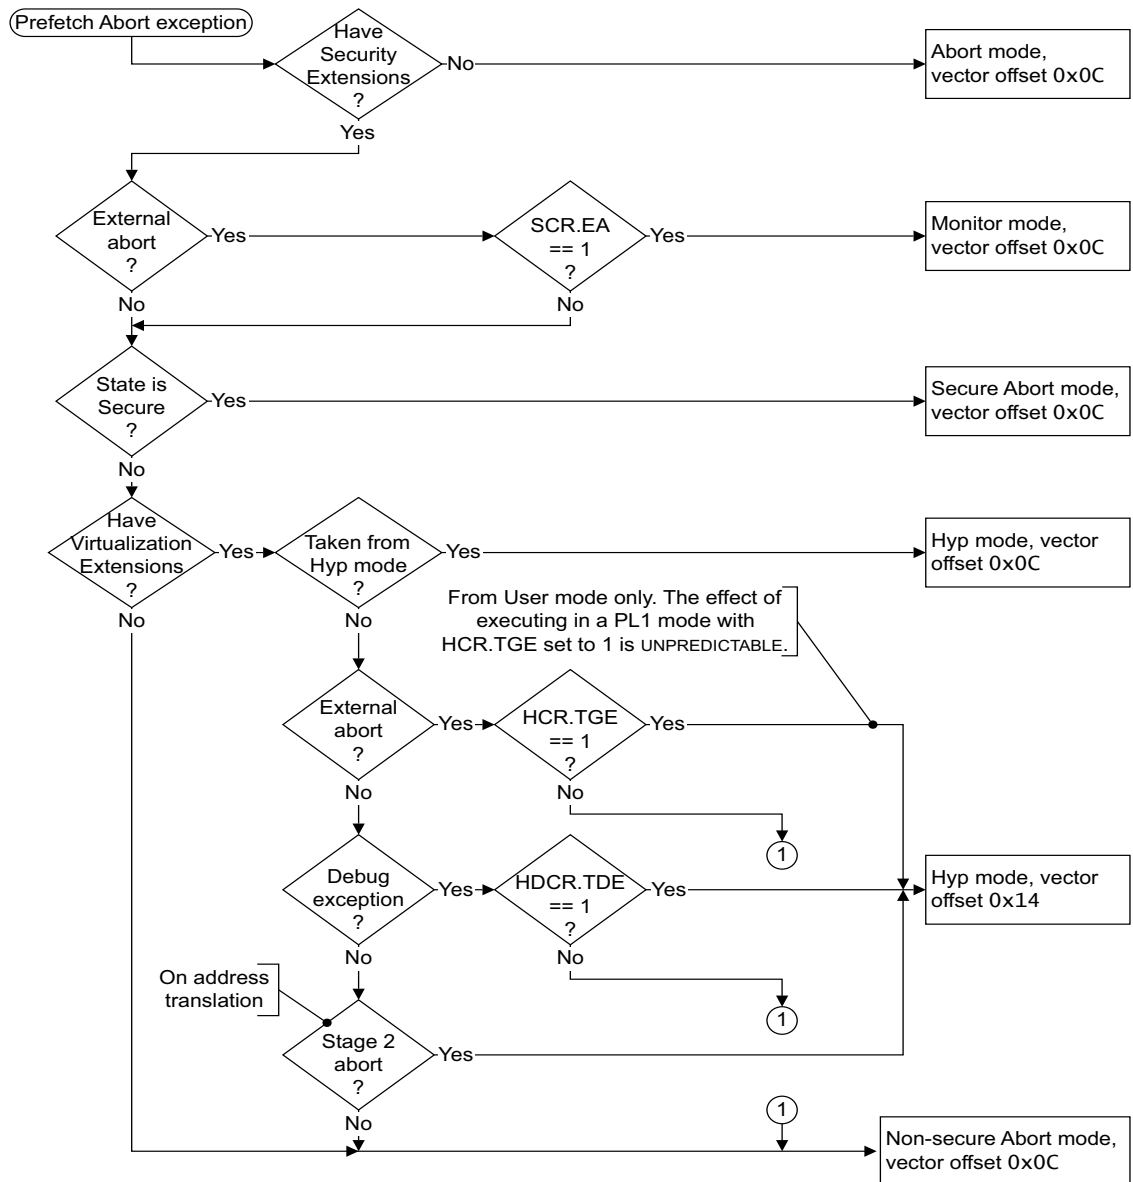 Prefetch Abort exception
Have
Security
Extensions
?
No
Abort mode,
vector offset 0x0C
Yes
External
abort
?
Yes
SCR.EA
== 1
?
Yes
Monitor mode,
vector offset 0x0C
No
No
State is
Secure
?
Yes
Secure Abort mode,
vector offset 0x0C
No
Have
Virtualization
Extensions
?
Yes
Taken from
Hyp mode
?
Yes
Hyp mode, vector
offset 0x0C
No
No
From User mode only. The effect of
executing in a PL1 mode with
HCR.TGE set to 1 is UNPREDICTABLE.
External
abort
?
Yes
HCR.TGE
== 1
?
Yes
No
No
1
Debug
exception
?
Yes
HDCR.TDE
== 1
?
Yes
Hyp mode, vector
offset 0x14
No
No
1
On address
translation
Stage 2
abort
?
Yes
No
1
Non-secure Abort mode,
vector offset 0x0C